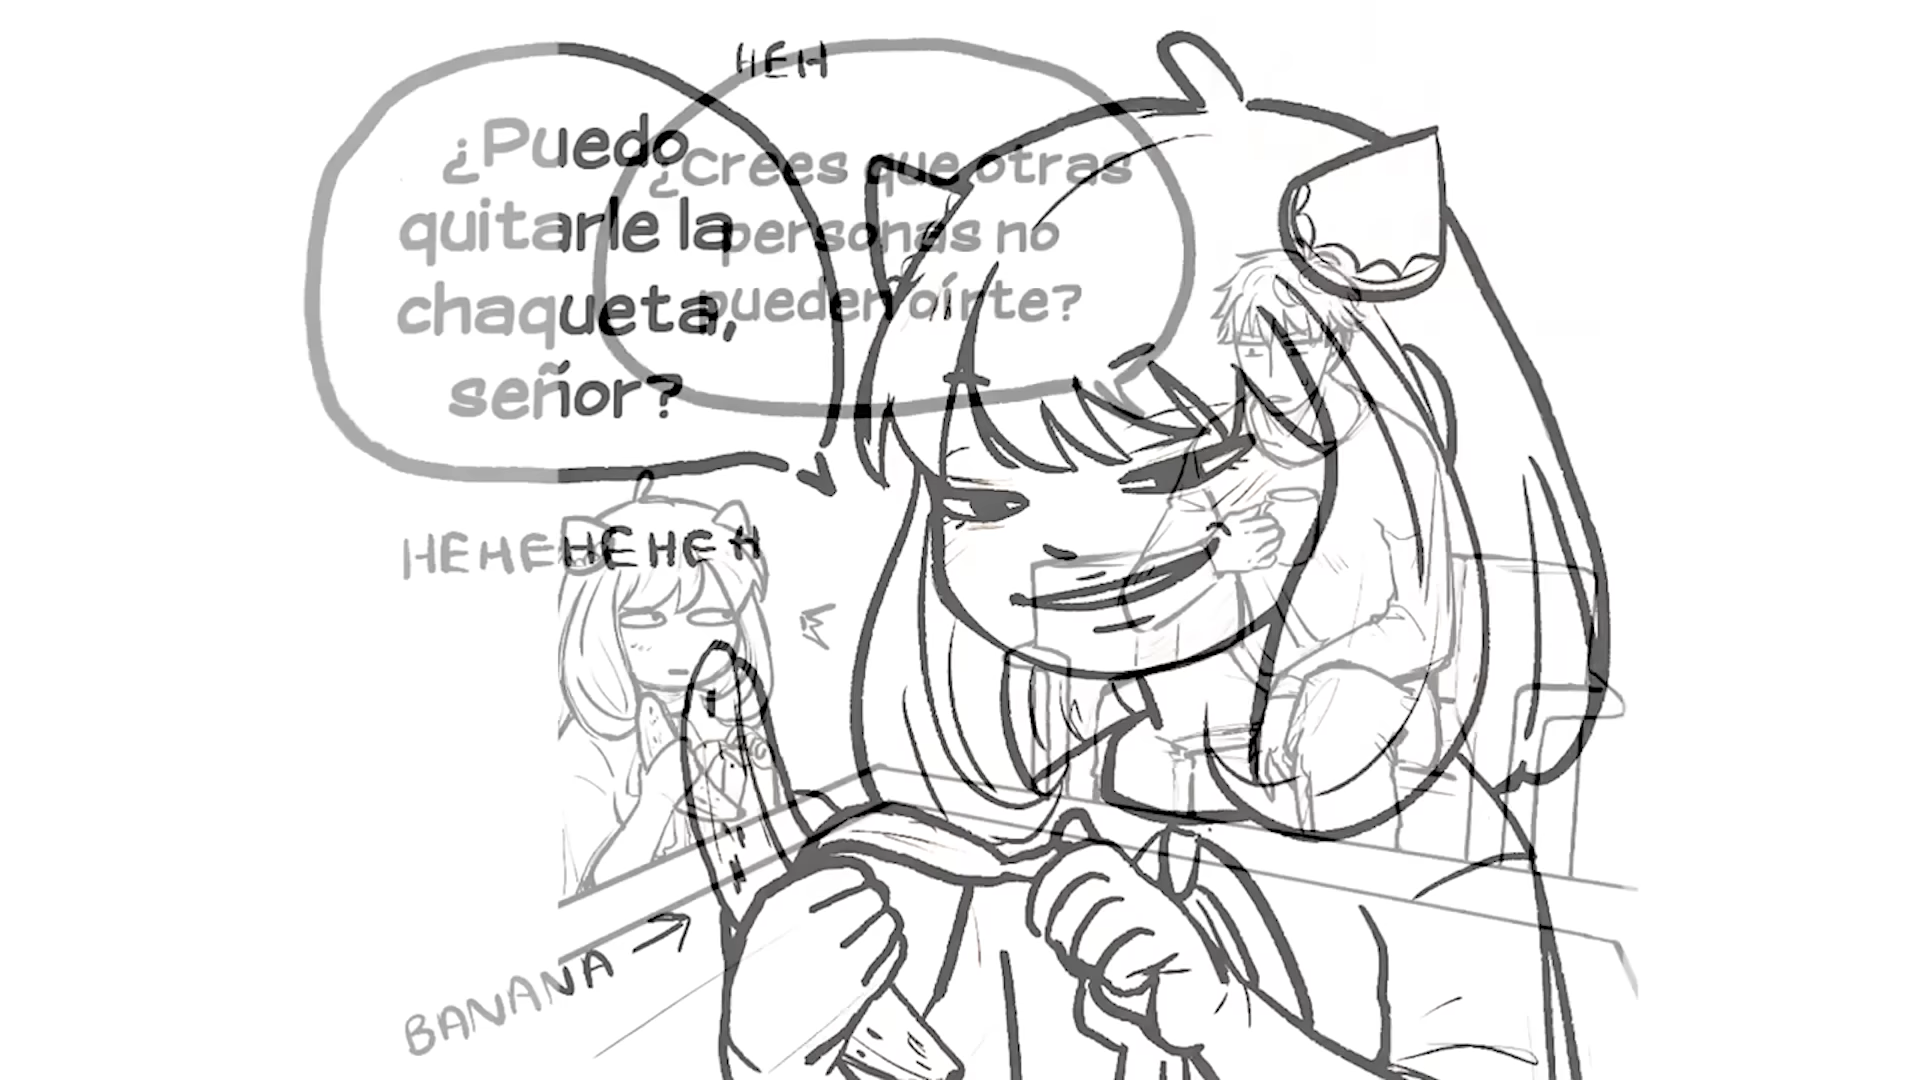 HEH
¿Puedo
quitarle la
chaqueta,
señor?
¿Crees que otras
personas no
pueden oírte?
HEHEHEHEH
BANANA